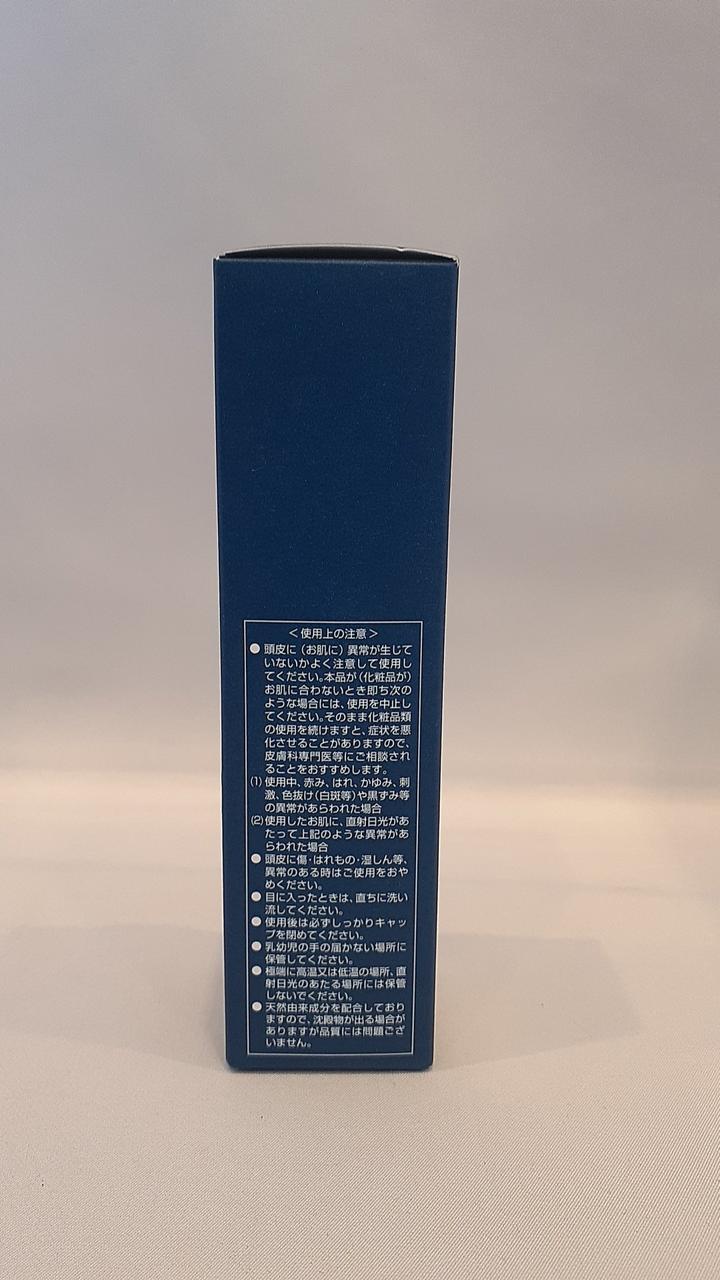 ＜使用上の注意＞
●頭皮に（お肌に）異常が生じて
いないかよく注意して使用し
てください。本品が（化粧品が）
お肌に合わないとき即ち次の
ような場合には、使用を中止し
てください。そのまま化粧品類
の使用を続けますと、症状を悪
化させることがありますので、
皮膚科専門医等にご相談され
ることをおすすめします。
(1)使用中、赤み、はれ、かゆみ、刺
激、色抜け（白斑等）や黒ずみ等
の異常があらわれた場合
(2)使用したお肌に、直射日光があ
たって上記のような異常があ
らわれた場合
●頭皮に傷・はれもの・湿しん等、
異常のある時はご使用をおや
めください。
●目に入ったときは、直ちに洗い
流してください。
●使用後は必ずしっかりキャッ
プを閉めてください。
●乳幼児の手の届かない場所に
保管してください。
●極端に高温又は低温の場所、直
射日光のあたる場所には保管
しないでください。
●天然由来成分を配合しており
ますので、沈殿物が出る場合が
ありますが品質には問題ござ
いません。